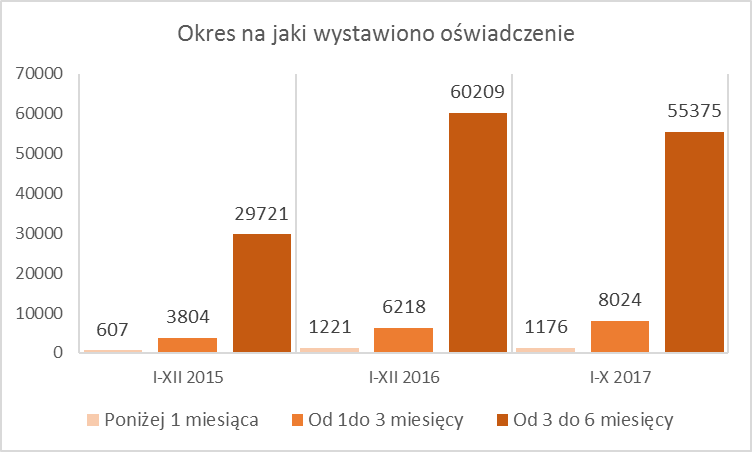 Okres na jaki wystawiono oświadczenie
70000
60000
50000
40000
30000
20000
10000
0
607
3804
29721
1221
6218
60209
1176
8024
55375
I-XII 2015
I-XII 2016
I-X 2017
Poniżej 1 miesiąca
Od 1do 3 miesięcy
Od 3 do 6 miesięcy